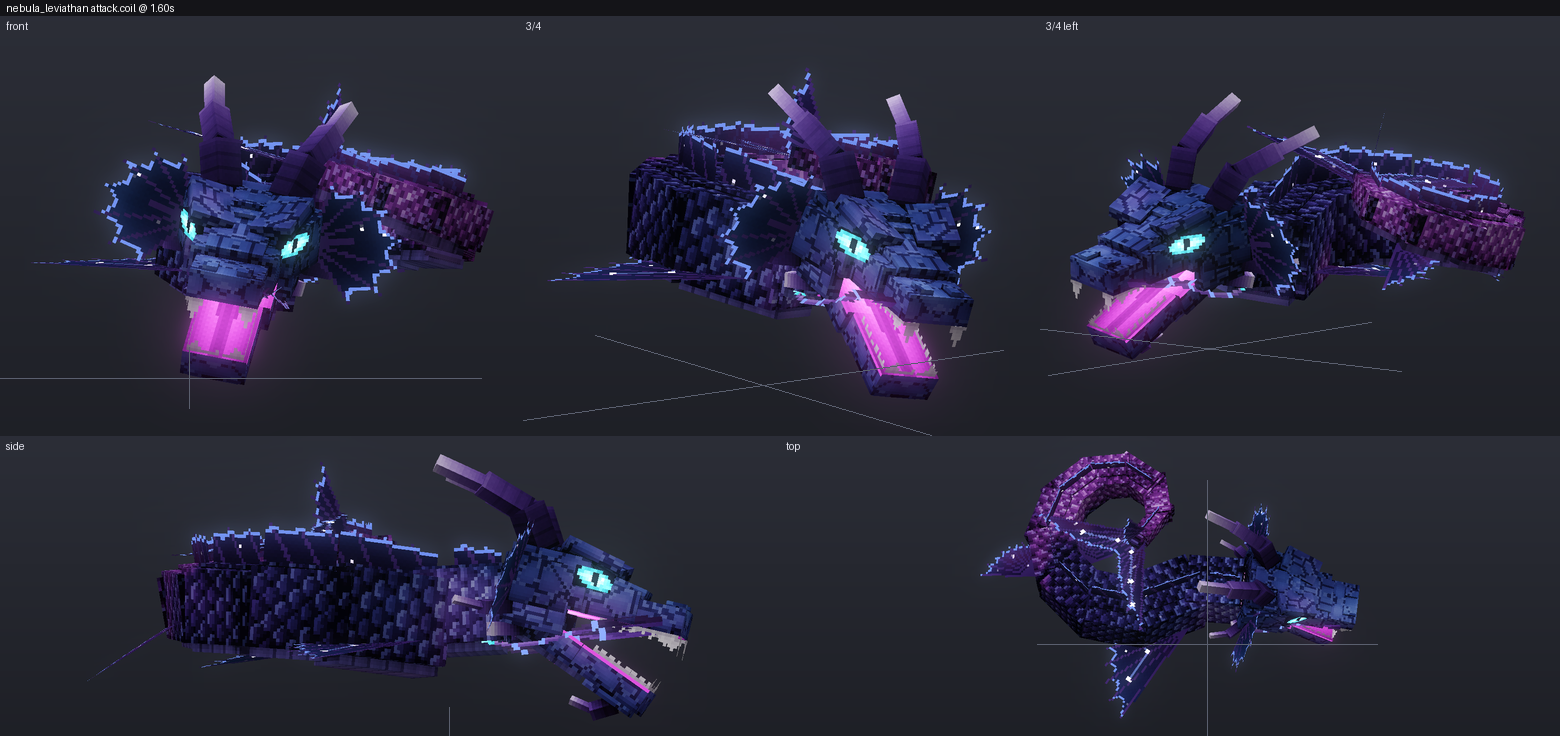 nebula_leviathan attack.coil @ 1.60s
front
3/4
3/4 left
side
top